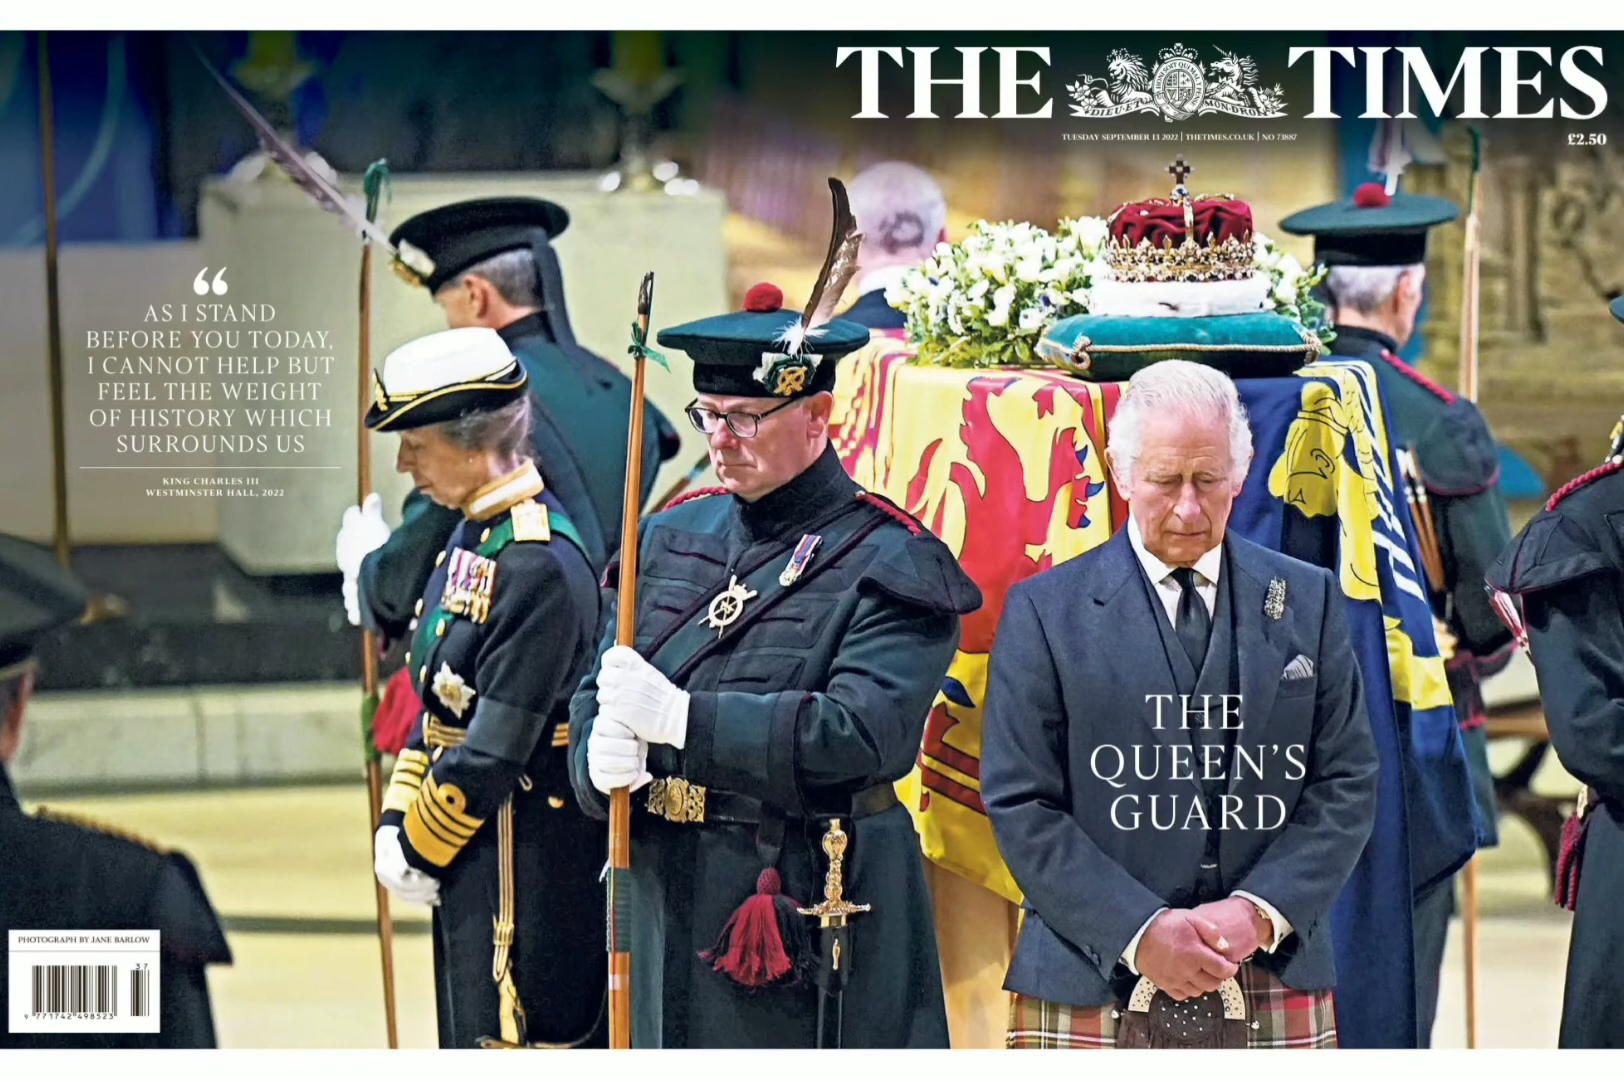 THE TIMES
DIEU ET MON DROIT
TUESDAY SEPTEMBER 13 2022 | THETIMES.CO.UK | NO 73887
£2.50
“
AS I STAND
BEFORE YOU TODAY,
I CANNOT HELP BUT
FEEL THE WEIGHT
OF HISTORY WHICH
SURROUNDS US
KING CHARLES III
WESTMINSTER HALL, 2022
THE
QUEEN’S
GUARD
PHOTOGRAPH BY JANE BARLOW
37
9 771742 498523